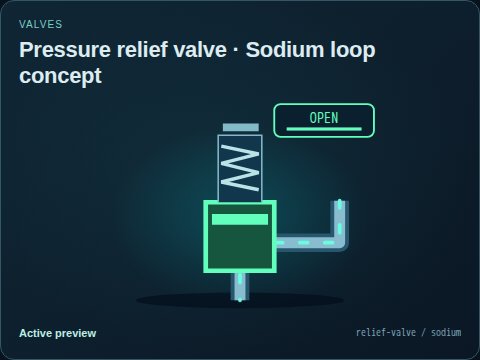 VALVES
Pressure relief valve · Sodium loop
concept
OPEN
Active preview
relief-valve / sodium